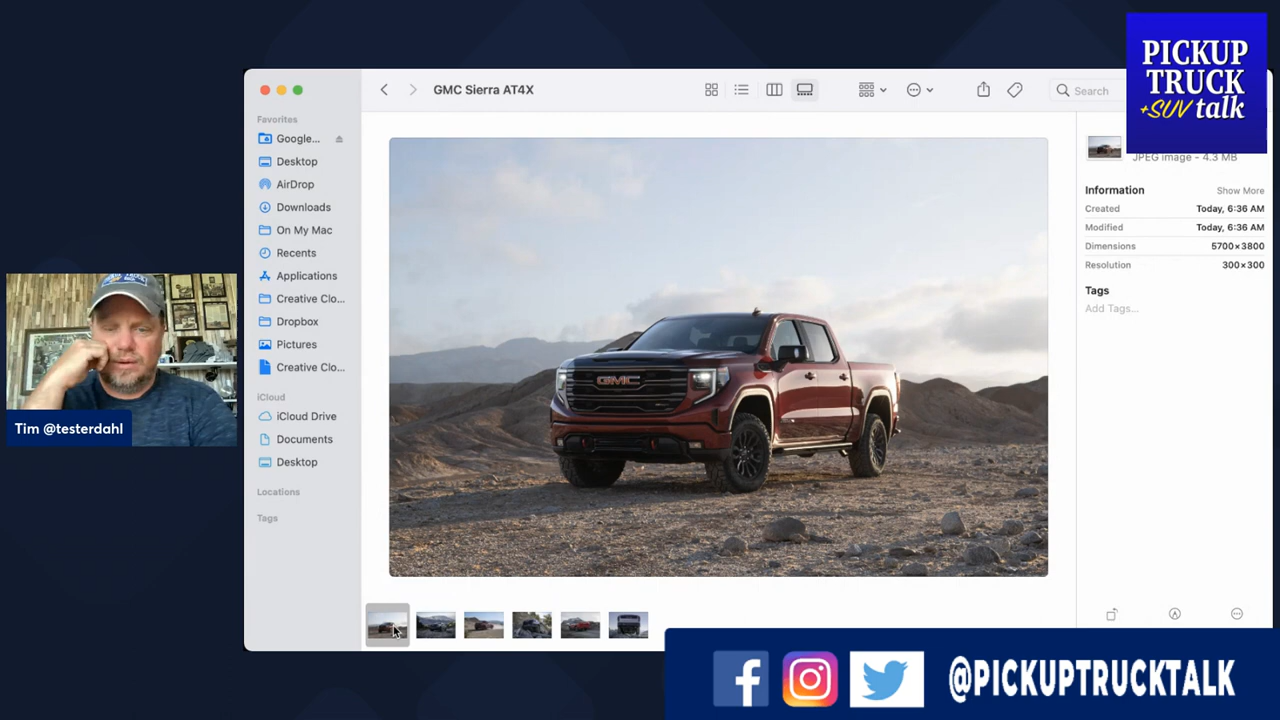 PICKUP
TRUCK
+SUV talk
GMC Sierra AT4X
Search
Favorites
Google...
Desktop
AirDrop
Downloads
On My Mac
Recents
Applications
Creative Clo...
Dropbox
Pictures
Creative Clo...
iCloud
iCloud Drive
Documents
Desktop
Locations
Tags
GMC
JPEG image - 4.3 MB
Information
Show More
Created
Today, 6:36 AM
Modified
Today, 6:36 AM
Dimensions
5700×3800
Resolution
300×300
Tags
Add Tags...
Tim @testerdahl
@PICKUPTRUCKTALK